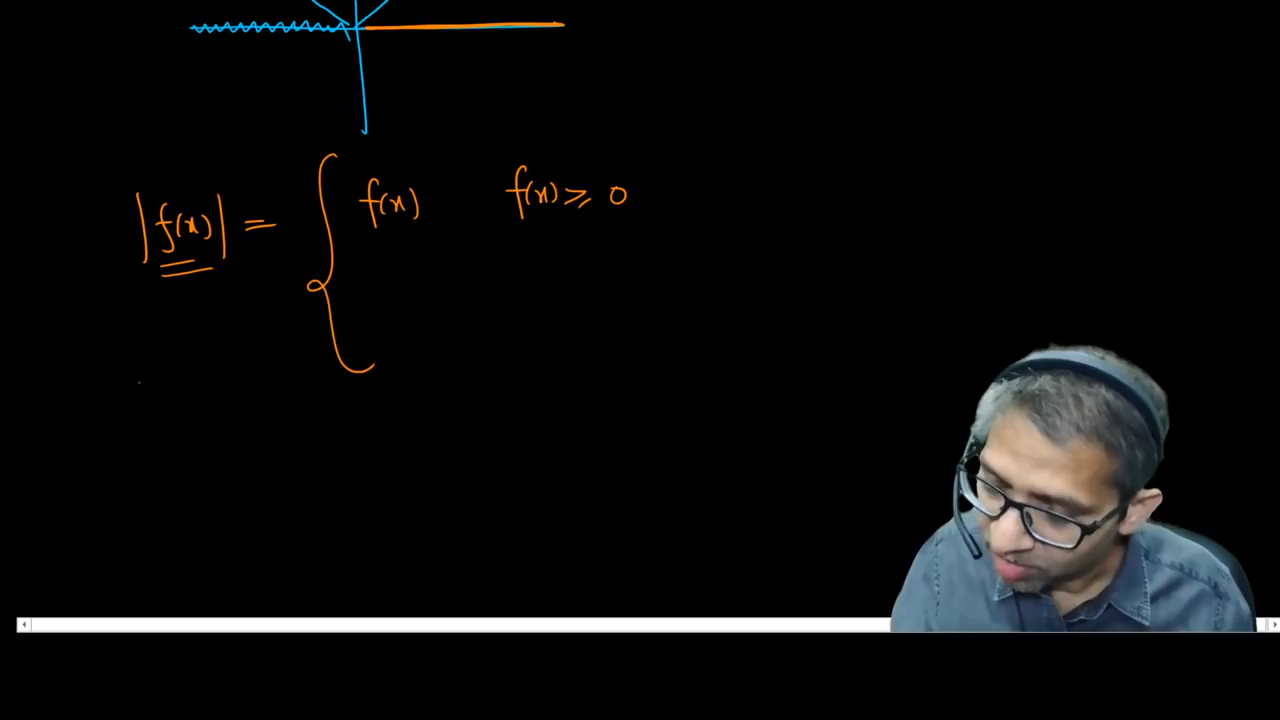 |f(x)| = { f(x) f(x) ⩾ 0